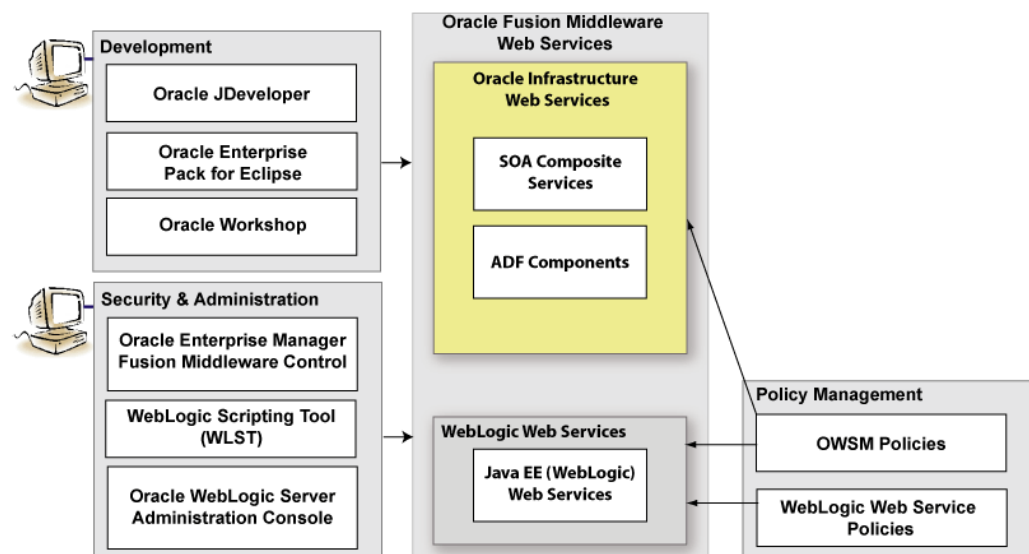 Development
Oracle JDeveloper
Oracle Enterprise
Pack for Eclipse
Oracle Workshop
Security & Administration
Oracle Enterprise Manager
Fusion Middleware Control
WebLogic Scripting Tool
(WLST)
Oracle WebLogic Server
Administration Console
Oracle Fusion Middleware
Web Services
Oracle Infrastructure
Web Services
SOA Composite
Services
ADF Components
WebLogic Web Services
Java EE (WebLogic)
Web Services
Policy Management
OWSM Policies
WebLogic Web Service
Policies